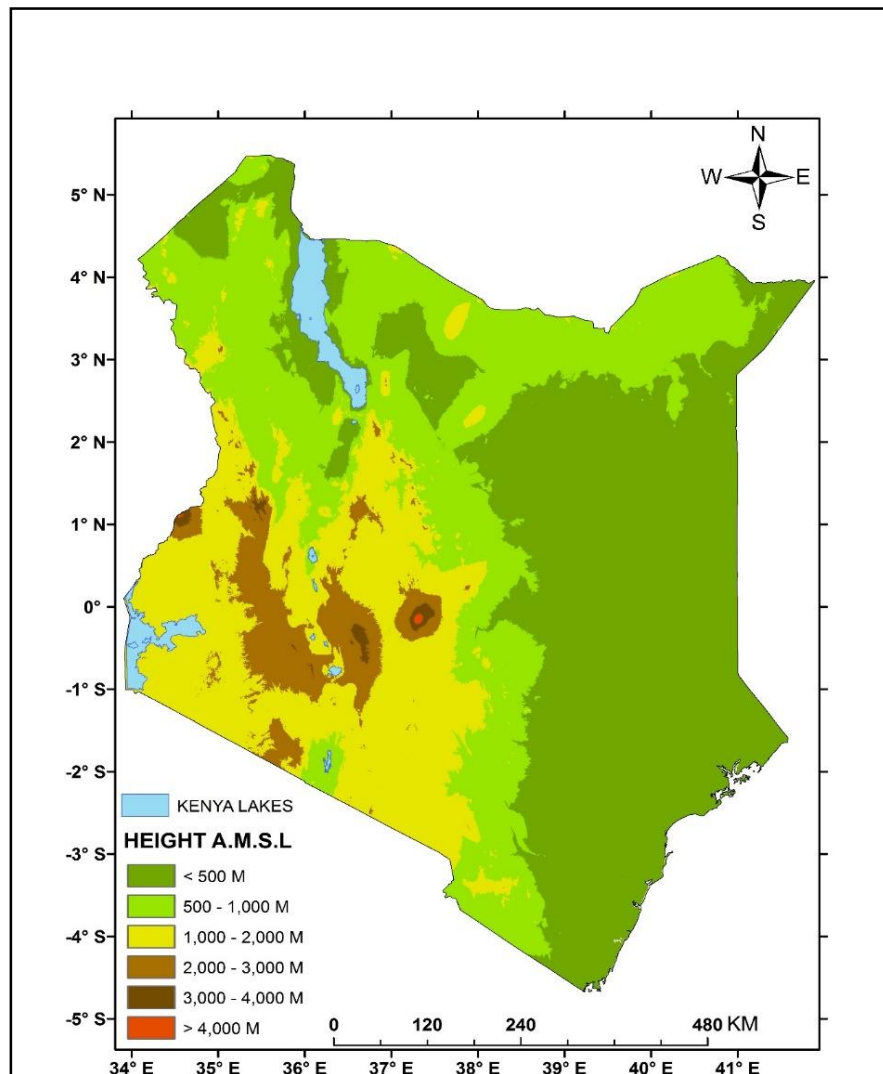 N
W E
S
5° N
4° N
3° N
2° N
1° N
0°
-1° S
-2° S
-3° S
-4° S
-5° S
KENYA LAKES
HEIGHT A.M.S.L
< 500 M
500 - 1,000 M
1,000 - 2,000 M
2,000 - 3,000 M
3,000 - 4,000 M
> 4,000 M
0 120 240 480 KM
34° E 35° E 36° E 37° E 38° E 39° E 40° E 41° E